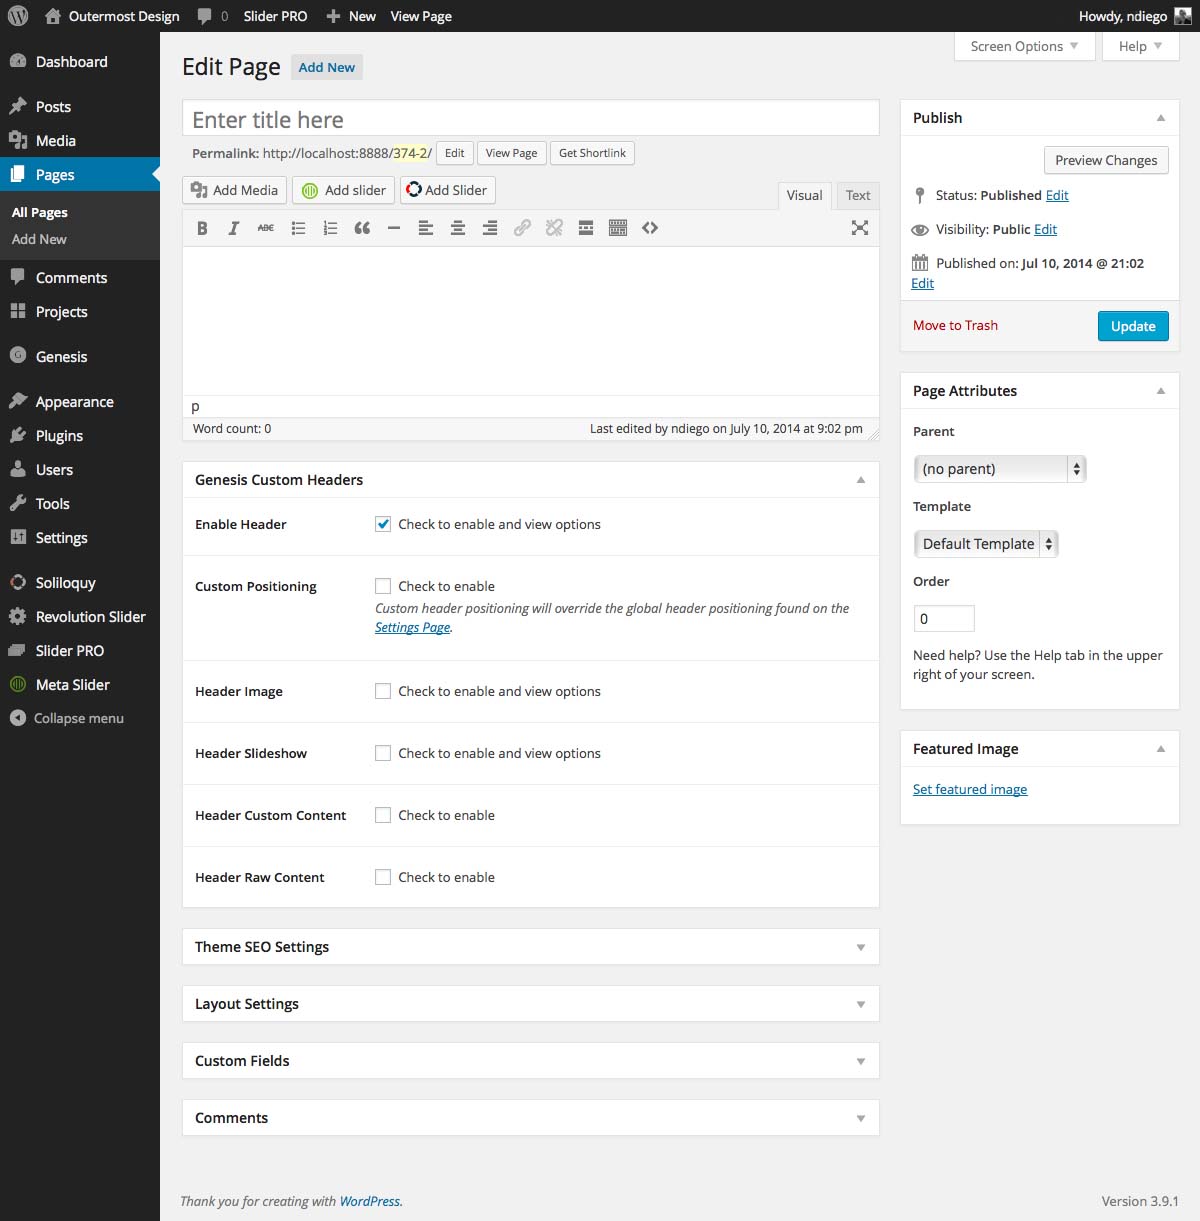 Outermost Design 0 Slider PRO New View Page Howdy, ndiego
Screen Options Help
Dashboard
Posts
Media
Pages
All Pages
Add New
Comments
Projects
Genesis
Appearance
Plugins
Users
Tools
Settings
Soliloquy
Revolution Slider
Slider PRO
Meta Slider
Collapse menu
Edit Page Add New
Enter title here
Permalink: http://localhost:8888/374-2/ Edit View Page Get Shortlink
Add Media Add slider Add Slider Visual Text
B I ABC
p
Word count: 0 Last edited by ndiego on July 10, 2014 at 9:02 pm
Genesis Custom Headers
Enable Header Check to enable and view options
Custom Positioning Check to enable
Custom header positioning will override the global header positioning found on the
Settings Page.
Header Image Check to enable and view options
Header Slideshow Check to enable and view options
Header Custom Content Check to enable
Header Raw Content Check to enable
Theme SEO Settings
Layout Settings
Custom Fields
Comments
Publish
Preview Changes
Status: Published Edit
Visibility: Public Edit
Published on: Jul 10, 2014 @ 21:02
Edit
Move to Trash Update
Page Attributes
Parent
(no parent)
Template
Default Template
Order
0
Need help? Use the Help tab in the upper
right of your screen.
Featured Image
Set featured image
Thank you for creating with WordPress. Version 3.9.1